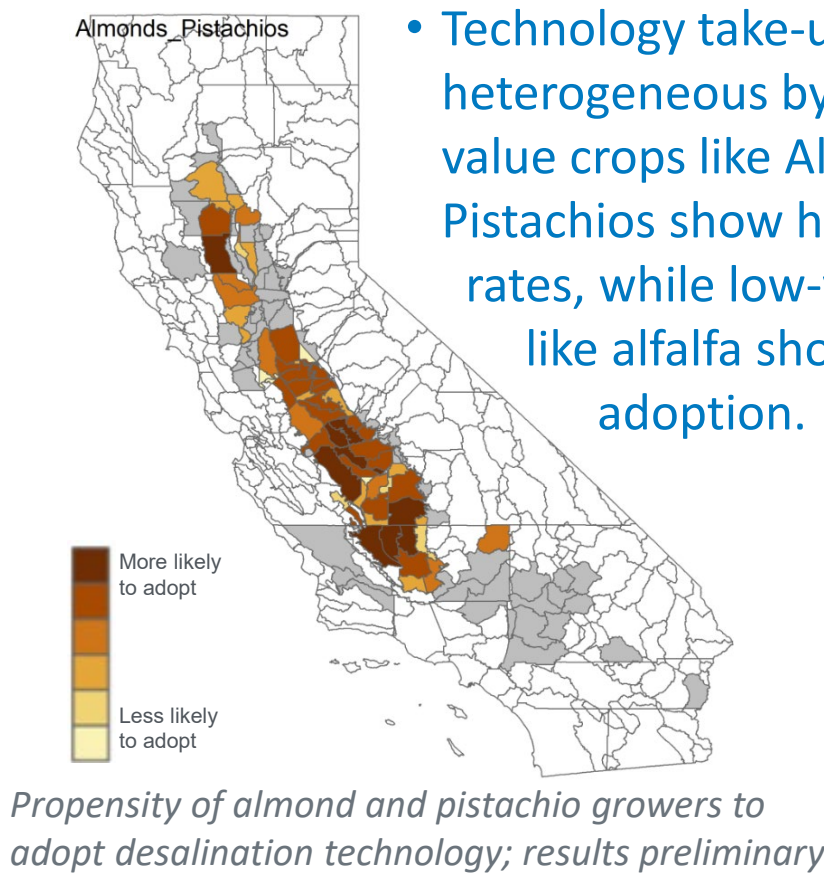 Almonds_Pistachios
• Technology take-u
heterogeneous by
value crops like Al
Pistachios show h
rates, while low-
like alfalfa sho
adoption.
More likely
to adopt
Less likely
to adopt
Propensity of almond and pistachio growers to
adopt desalination technology; results preliminary